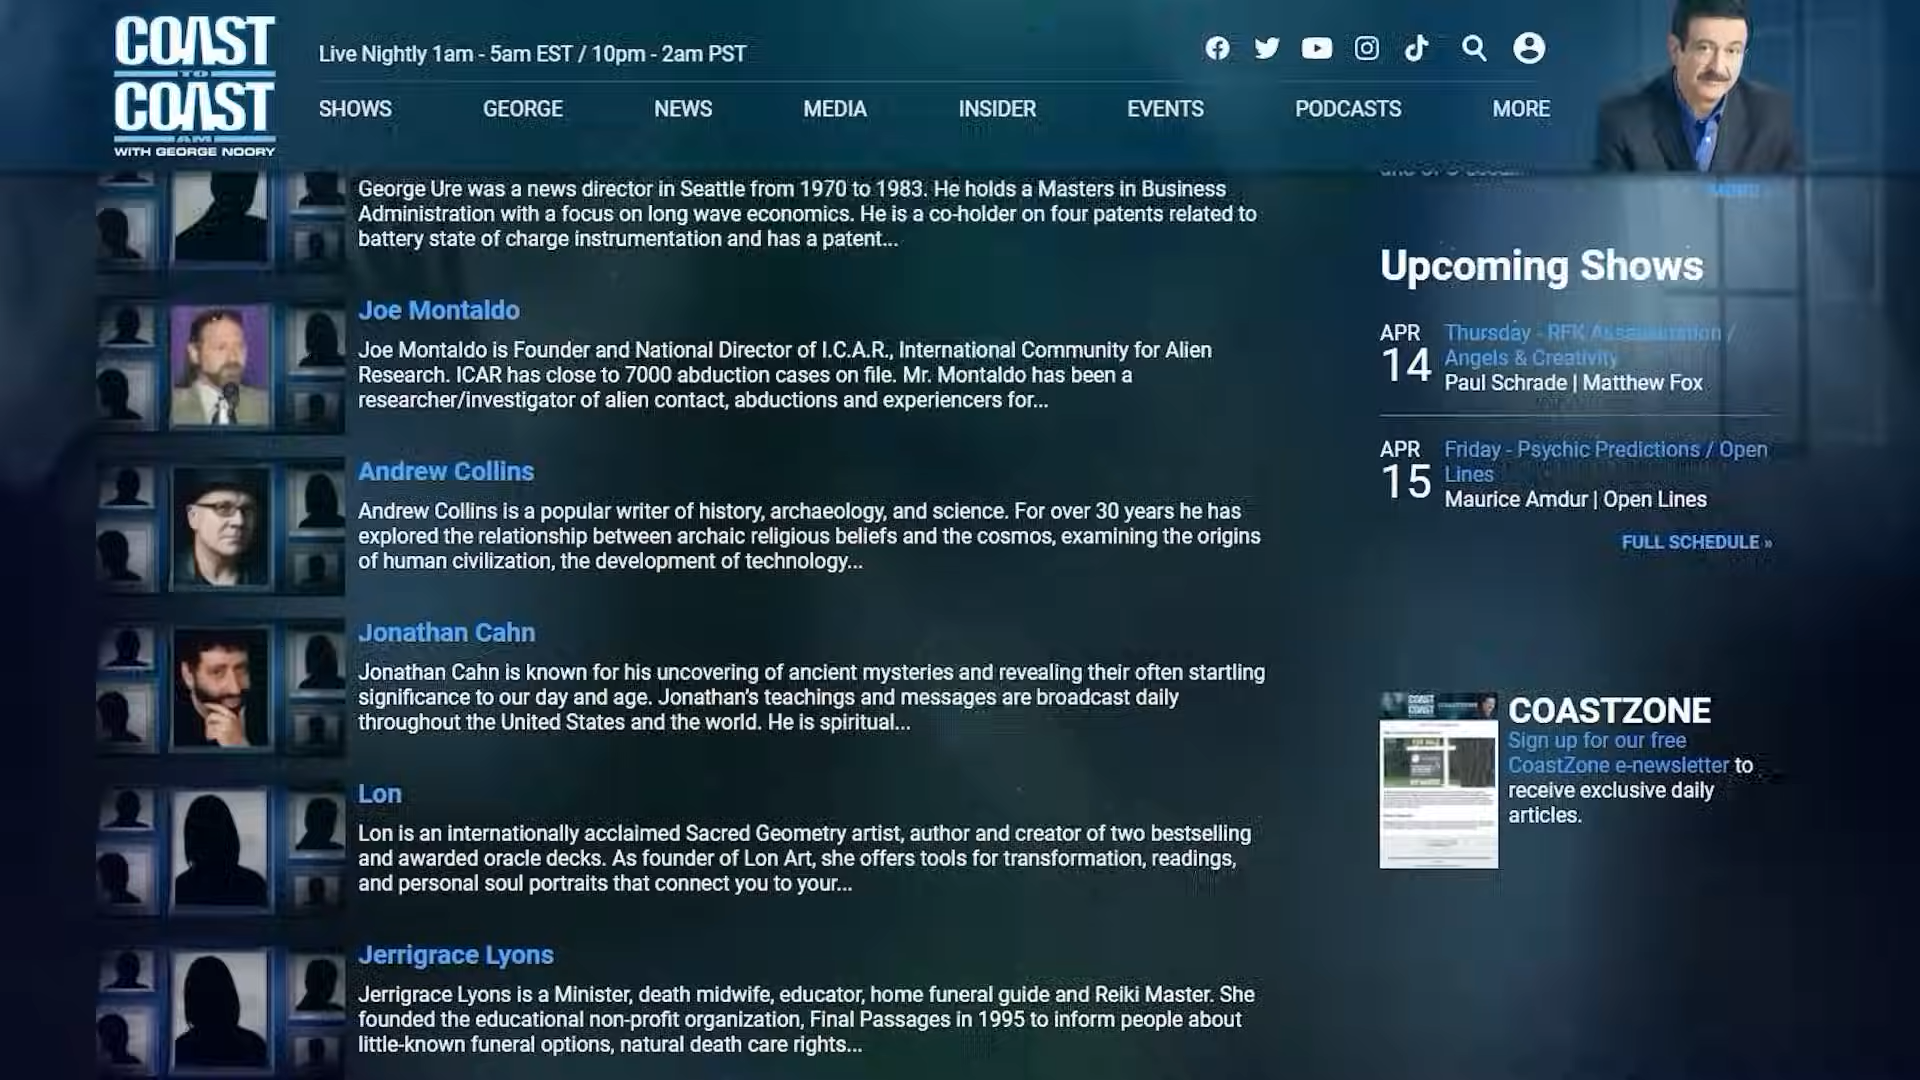 COAST
TO
COAST
AM
WITH GEORGE NOORY
Live Nightly 1am - 5am EST / 10pm - 2am PST
SHOWS
GEORGE
NEWS
MEDIA
INSIDER
EVENTS
PODCASTS
MORE
George Ure was a news director in Seattle from 1970 to 1983. He holds a Masters in Business
Administration with a focus on long wave economics. He is a co-holder on four patents related to
battery state of charge instrumentation and has a patent...
Joe Montaldo
Joe Montaldo is Founder and National Director of I.C.A.R., International Community for Alien
Research. ICAR has close to 7000 abduction cases on file. Mr. Montaldo has been a
researcher/investigator of alien contact, abductions and experiencers for...
Andrew Collins
Andrew Collins is a popular writer of history, archaeology, and science. For over 30 years he has
explored the relationship between archaic religious beliefs and the cosmos, examining the origins
of human civilization, the development of technology...
Jonathan Cahn
Jonathan Cahn is known for his uncovering of ancient mysteries and revealing their often startling
significance to our day and age. Jonathan's teachings and messages are broadcast daily
throughout the United States and the world. He is spiritual...
Lon
Lon is an internationally acclaimed Sacred Geometry artist, author and creator of two bestselling
and awarded oracle decks. As founder of Lon Art, she offers tools for transformation, readings,
and personal soul portraits that connect you to your...
Jerrigrace Lyons
Jerrigrace Lyons is a Minister, death midwife, educator, home funeral guide and Reiki Master. She
founded the educational non-profit organization, Final Passages in 1995 to inform people about
little-known funeral options, natural death care rights...
MORE »
Upcoming Shows
APR
14
Thursday - RFK Assassination /
Angels & Creativity
Paul Schrade | Matthew Fox
APR
15
Friday - Psychic Predictions / Open
Lines
Maurice Amdur | Open Lines
FULL SCHEDULE »
COASTZONE
Sign up for our free
CoastZone e-newsletter to
receive exclusive daily
articles.